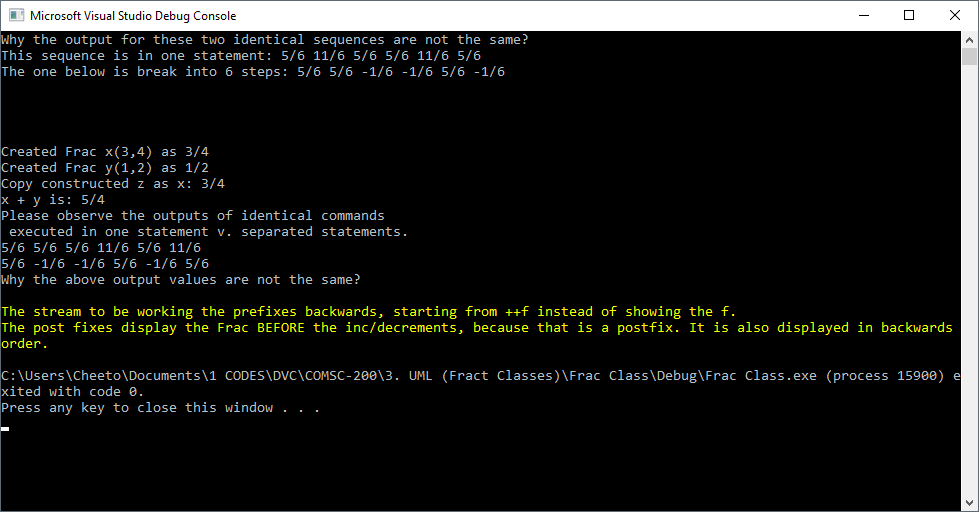 Microsoft Visual Studio Debug Console
Why the output for these two identical sequences are not the same?
This sequence is in one statement: 5/6 11/6 5/6 5/6 11/6 5/6
The one below is break into 6 steps: 5/6 5/6 -1/6 -1/6 5/6 -1/6
Created Frac x(3,4) as 3/4
Created Frac y(1,2) as 1/2
Copy constructed z as x: 3/4
x + y is: 5/4
Please observe the outputs of identical commands
executed in one statement v. separated statements.
5/6 5/6 5/6 11/6 5/6 11/6
5/6 -1/6 -1/6 5/6 -1/6 5/6
Why the above output values are not the same?
The stream to be working the prefixes backwards, starting from ++f instead of showing the f.
The post fixes display the Frac BEFORE the inc/decrements, because that is a postfix. It is also displayed in backwards
order.
C:\Users\Cheeto\Documents\1 CODES\DVC\COMSC-200\3. UML (Fract Classes)\Frac Class\Debug\Frac Class.exe (process 15900) e
xited with code 0.
Press any key to close this window . . .